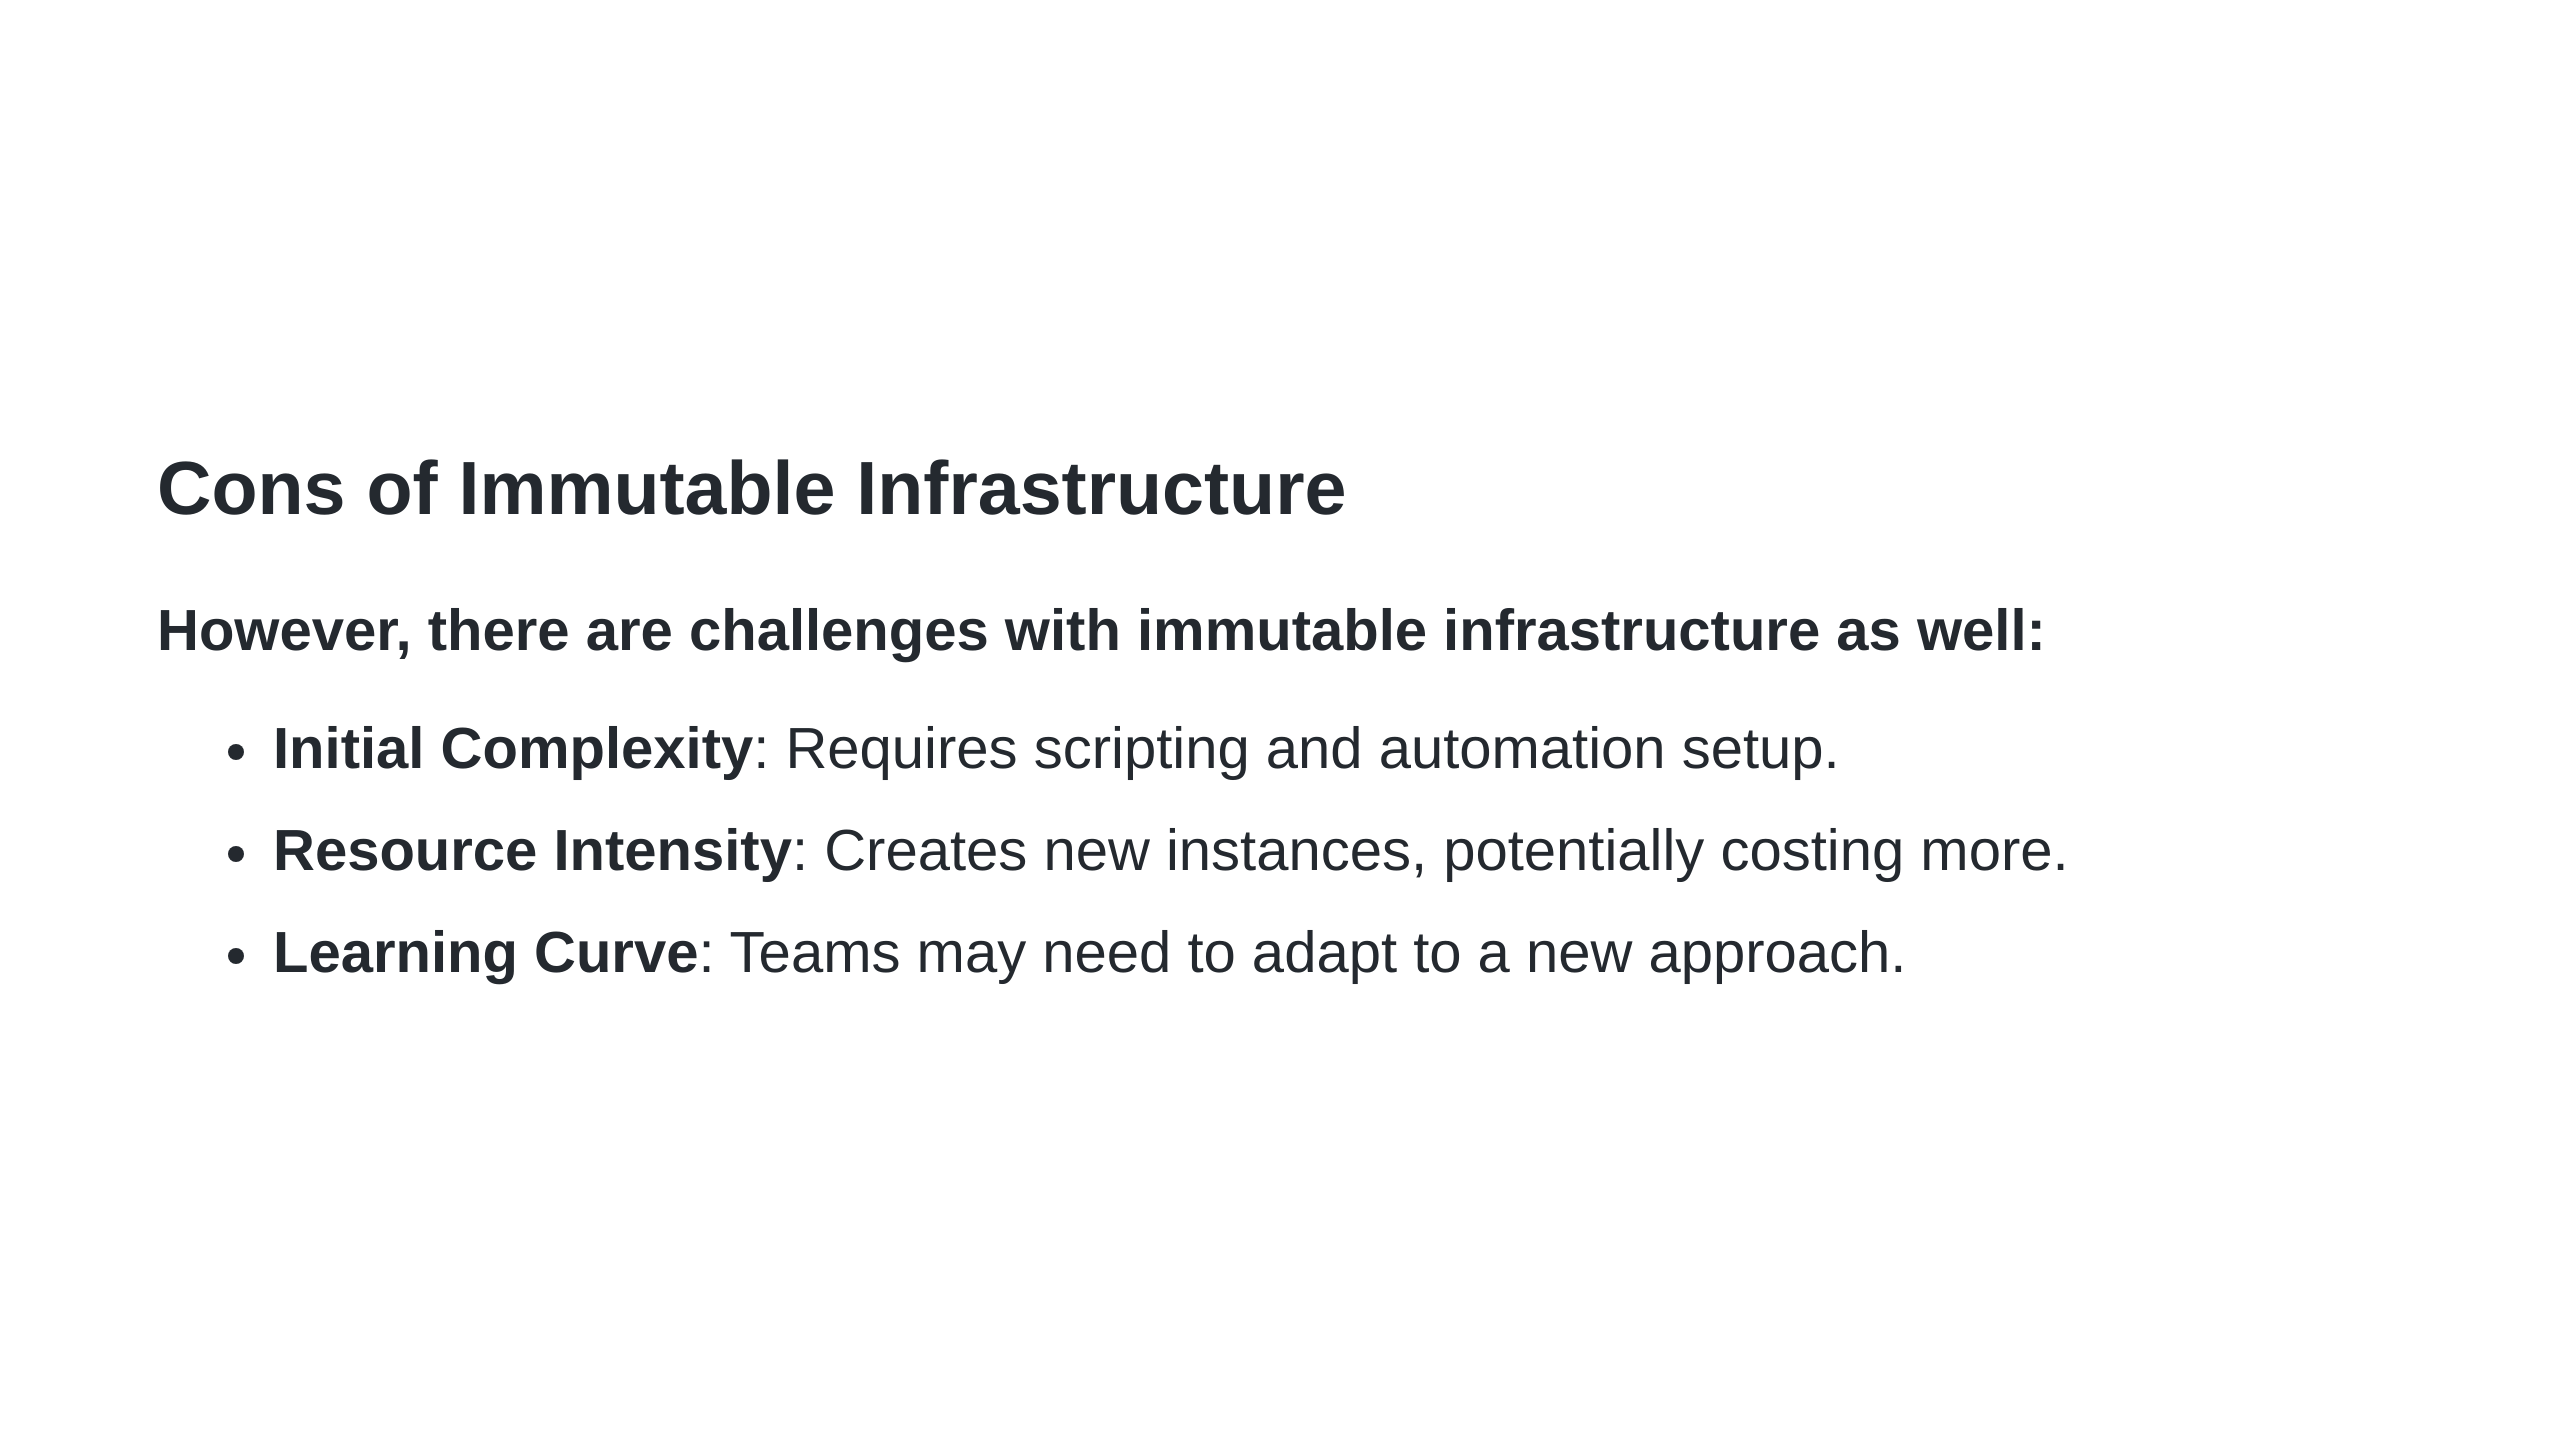 Cons of Immutable Infrastructure
However, there are challenges with immutable infrastructure as well:
• Initial Complexity: Requires scripting and automation setup.
• Resource Intensity: Creates new instances, potentially costing more.
• Learning Curve: Teams may need to adapt to a new approach.